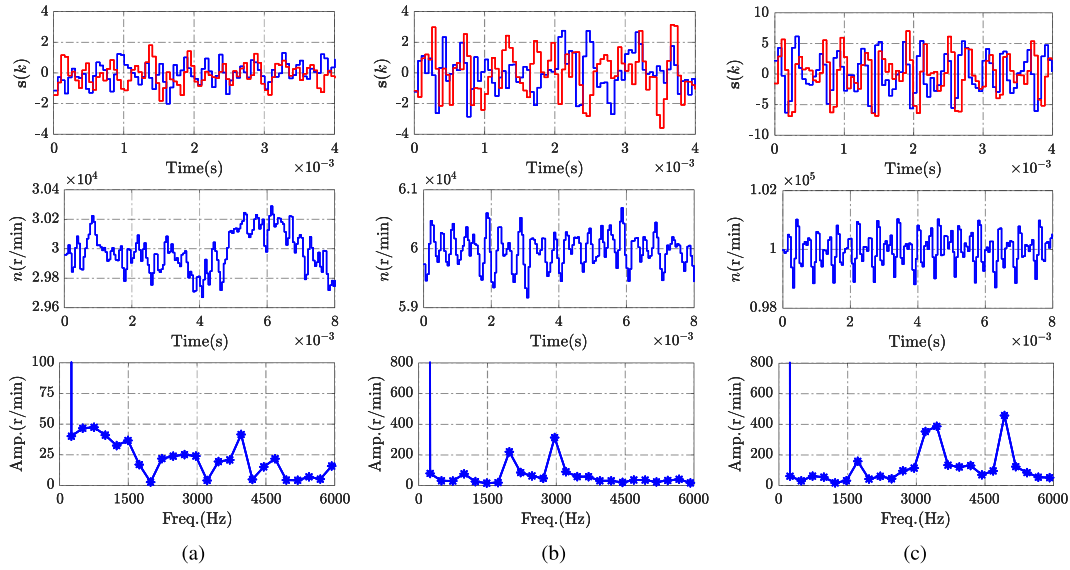 4
2
0
−2
−4
s(k)
0 1 2 3 4
Time(s) ×10⁻³
4
2
0
−2
−4
s(k)
0 1 2 3 4
Time(s) ×10⁻³
10
5
0
−5
−10
s(k)
0 1 2 3 4
Time(s) ×10⁻³
×10⁴
3.04
3.02
3
2.98
2.96
n(r/min)
0 2 4 6 8
Time(s) ×10⁻³
×10⁴
6.1
6
5.9
n(r/min)
0 2 4 6 8
Time(s) ×10⁻³
×10⁵
1.02
1
0.98
n(r/min)
0 2 4 6 8
Time(s) ×10⁻³
100
75
50
25
0
Amp.(r/min)
0 1500 3000 4500 6000
Freq.(Hz)
800
600
400
200
0
Amp.(r/min)
0 1500 3000 4500 6000
Freq.(Hz)
800
600
400
200
0
Amp.(r/min)
0 1500 3000 4500 6000
Freq.(Hz)
(a) (b) (c)